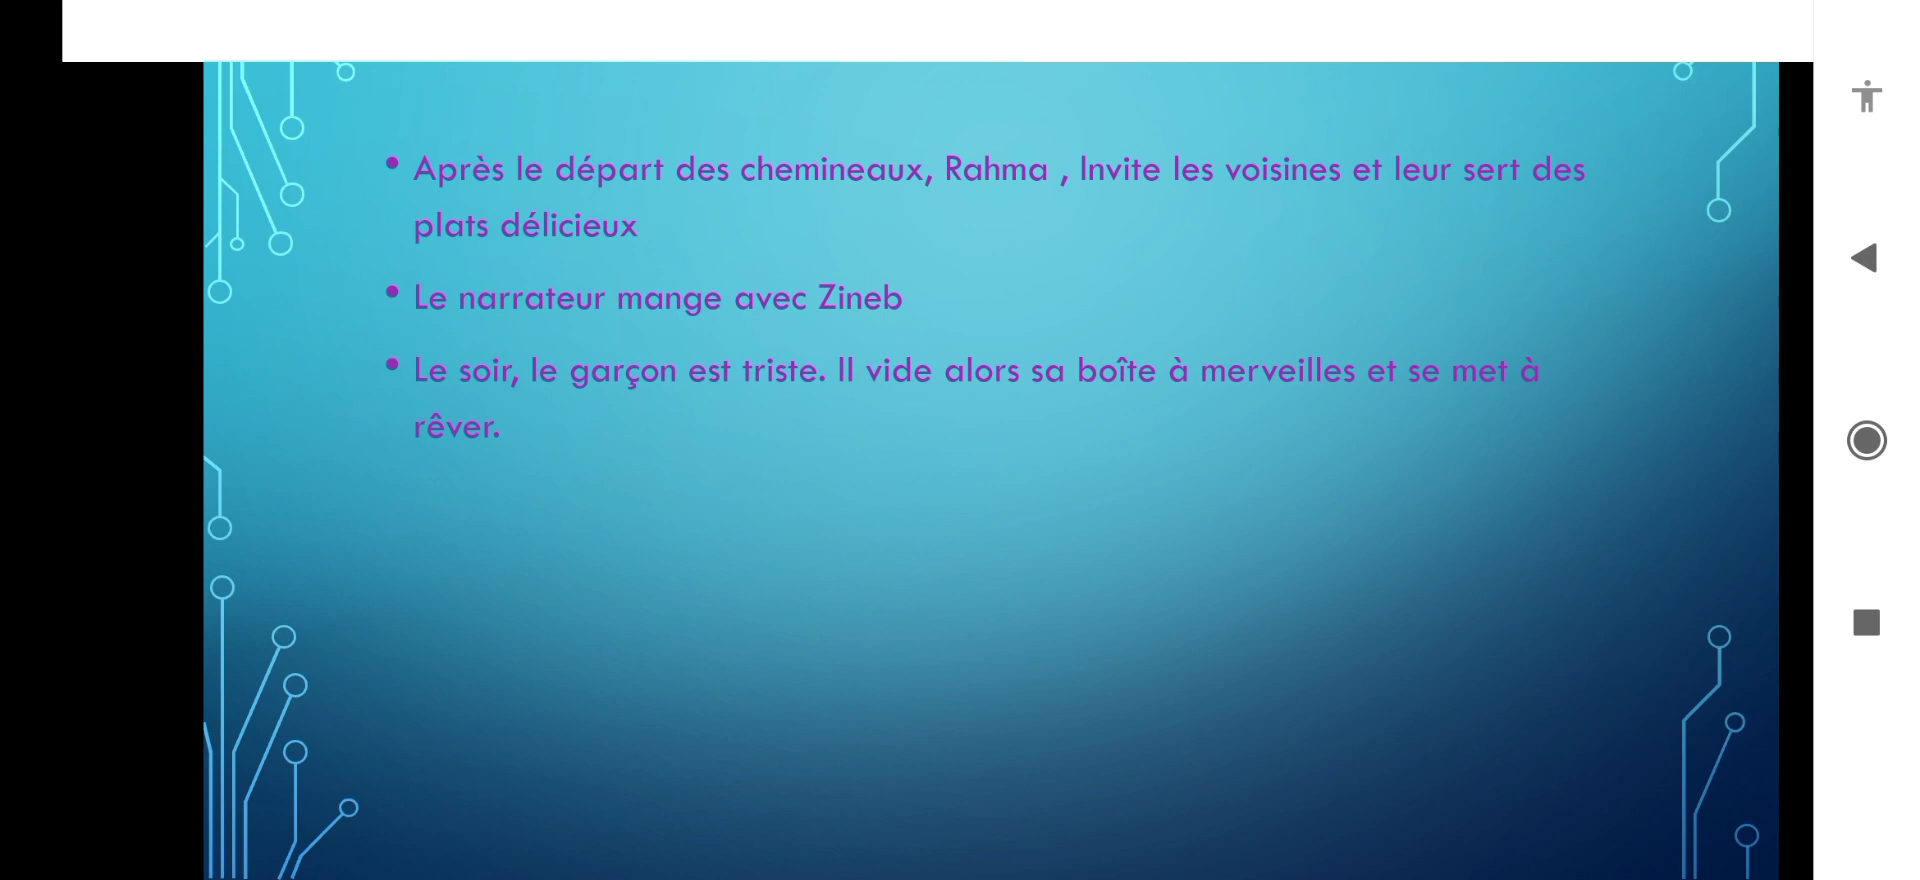 • Après le départ des chemineaux, Rahma , Invite les voisines et leur sert des
plats délicieux
• Le narrateur mange avec Zineb
• Le soir, le garçon est triste. Il vide alors sa boîte à merveilles et se met à
rêver.